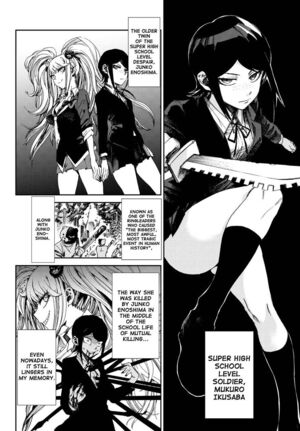 THE OLDER
TWIN OF
THE SUPER
HIGH SCHOOL
LEVEL
DESPAIR,
JUNKO
ENOSHIMA.
ALONG
WITH
JUNKO
ENO-
SHIMA.
KNOWN AS
ONE OF THE
RINGLEADERS
WHO CAUSED
"THE BIGGEST,
MOST AWFUL,
MOST TRAGIC
EVENT IN HUMAN
HISTORY",
THE WAY SHE
WAS KILLED
BY JUNKO
ENOSHIMA IN
THE MIDDLE
OF THE
SCHOOL LIFE
OF MUTUAL
KILLING...
EVEN
NOWADAYS,
IT STILL
LINGERS IN
MY MEMORY.
SUPER HIGH
SCHOOL
LEVEL
SOLDIER,
MUKURO
IKUSABA